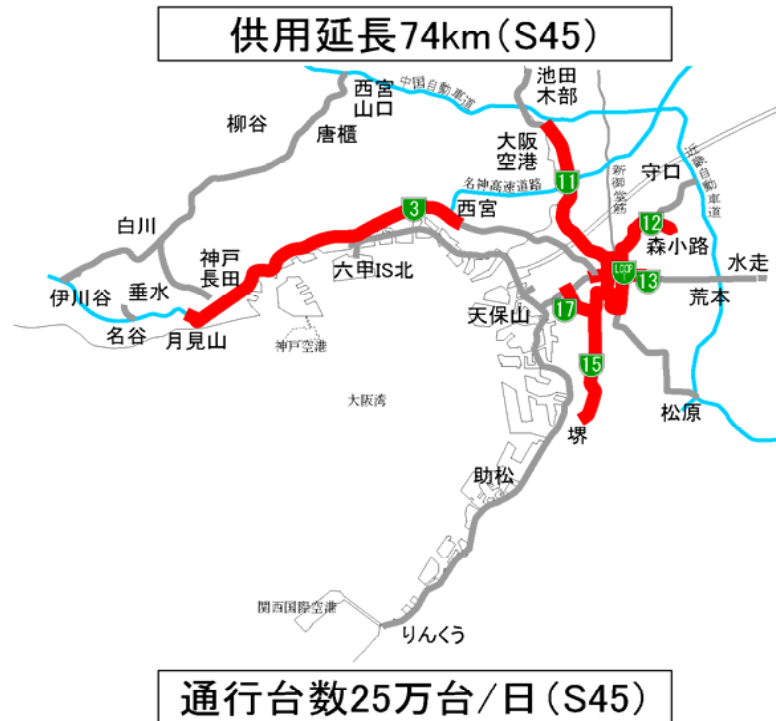 供用延長74km(S45)
池田
木部
中国自動車道
西宮
山口
柳谷
唐櫃
大阪
空港
守口
近畿自動車道
名神高速道路
新御堂筋
11
12
3
西宮
森小路
白川
神戸
長田
LOOP
1
13
水走
六甲IS北
荒本
伊川谷
垂水
天保山
17
名谷
月見山
神戸空港
15
大阪湾
松原
堺
助松
関西国際空港
りんくう
通行台数25万台/日(S45)